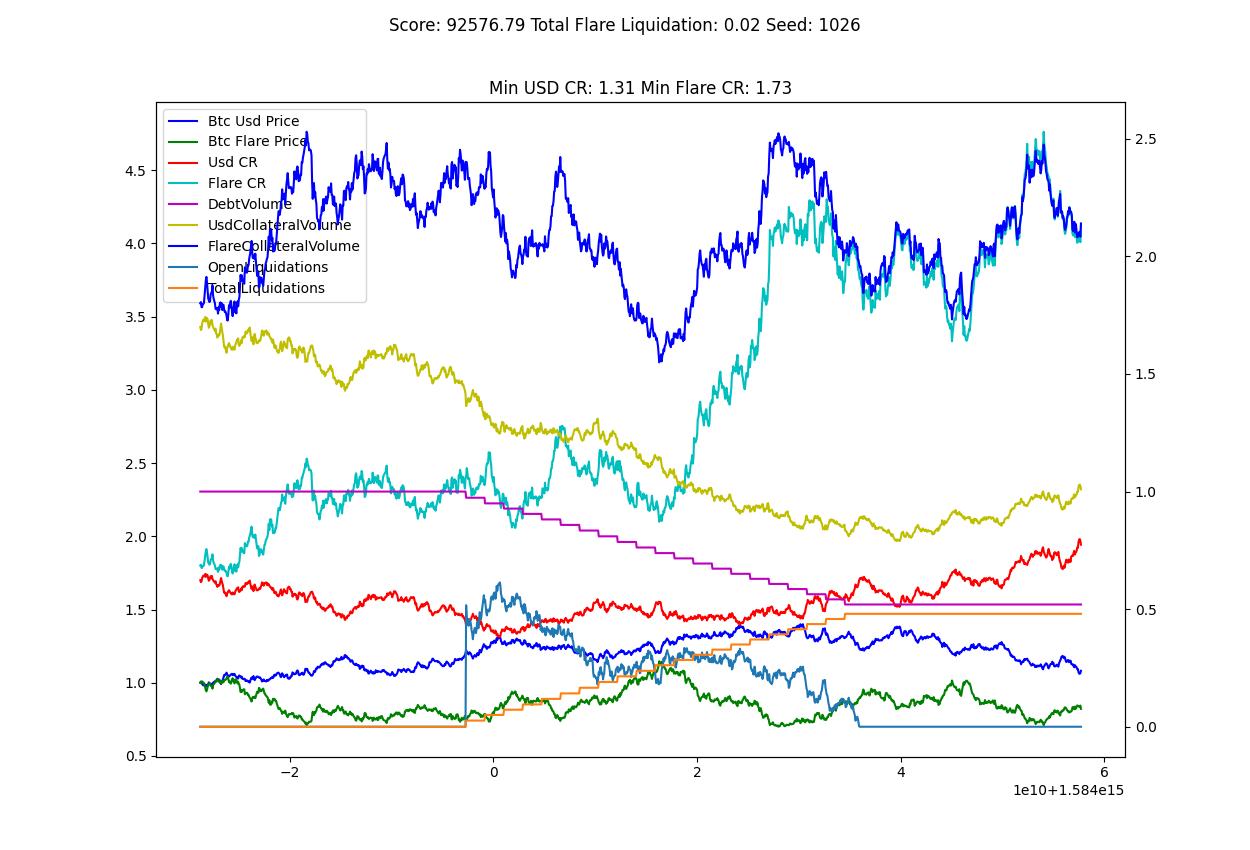 Score: 92576.79 Total Flare Liquidation: 0.02 Seed: 1026
Min USD CR: 1.31 Min Flare CR: 1.73
Btc Usd Price
Btc Flare Price
Usd CR
Flare CR
DebtVolume
UsdCollateralVolume
FlareCollateralVolume
OpenLiquidations
TotalLiquidations
4.5
4.0
3.5
3.0
2.5
2.0
1.5
1.0
0.5
2.5
2.0
1.5
1.0
0.5
0.0
−2 0 2 4 6
1e10+1.584e15